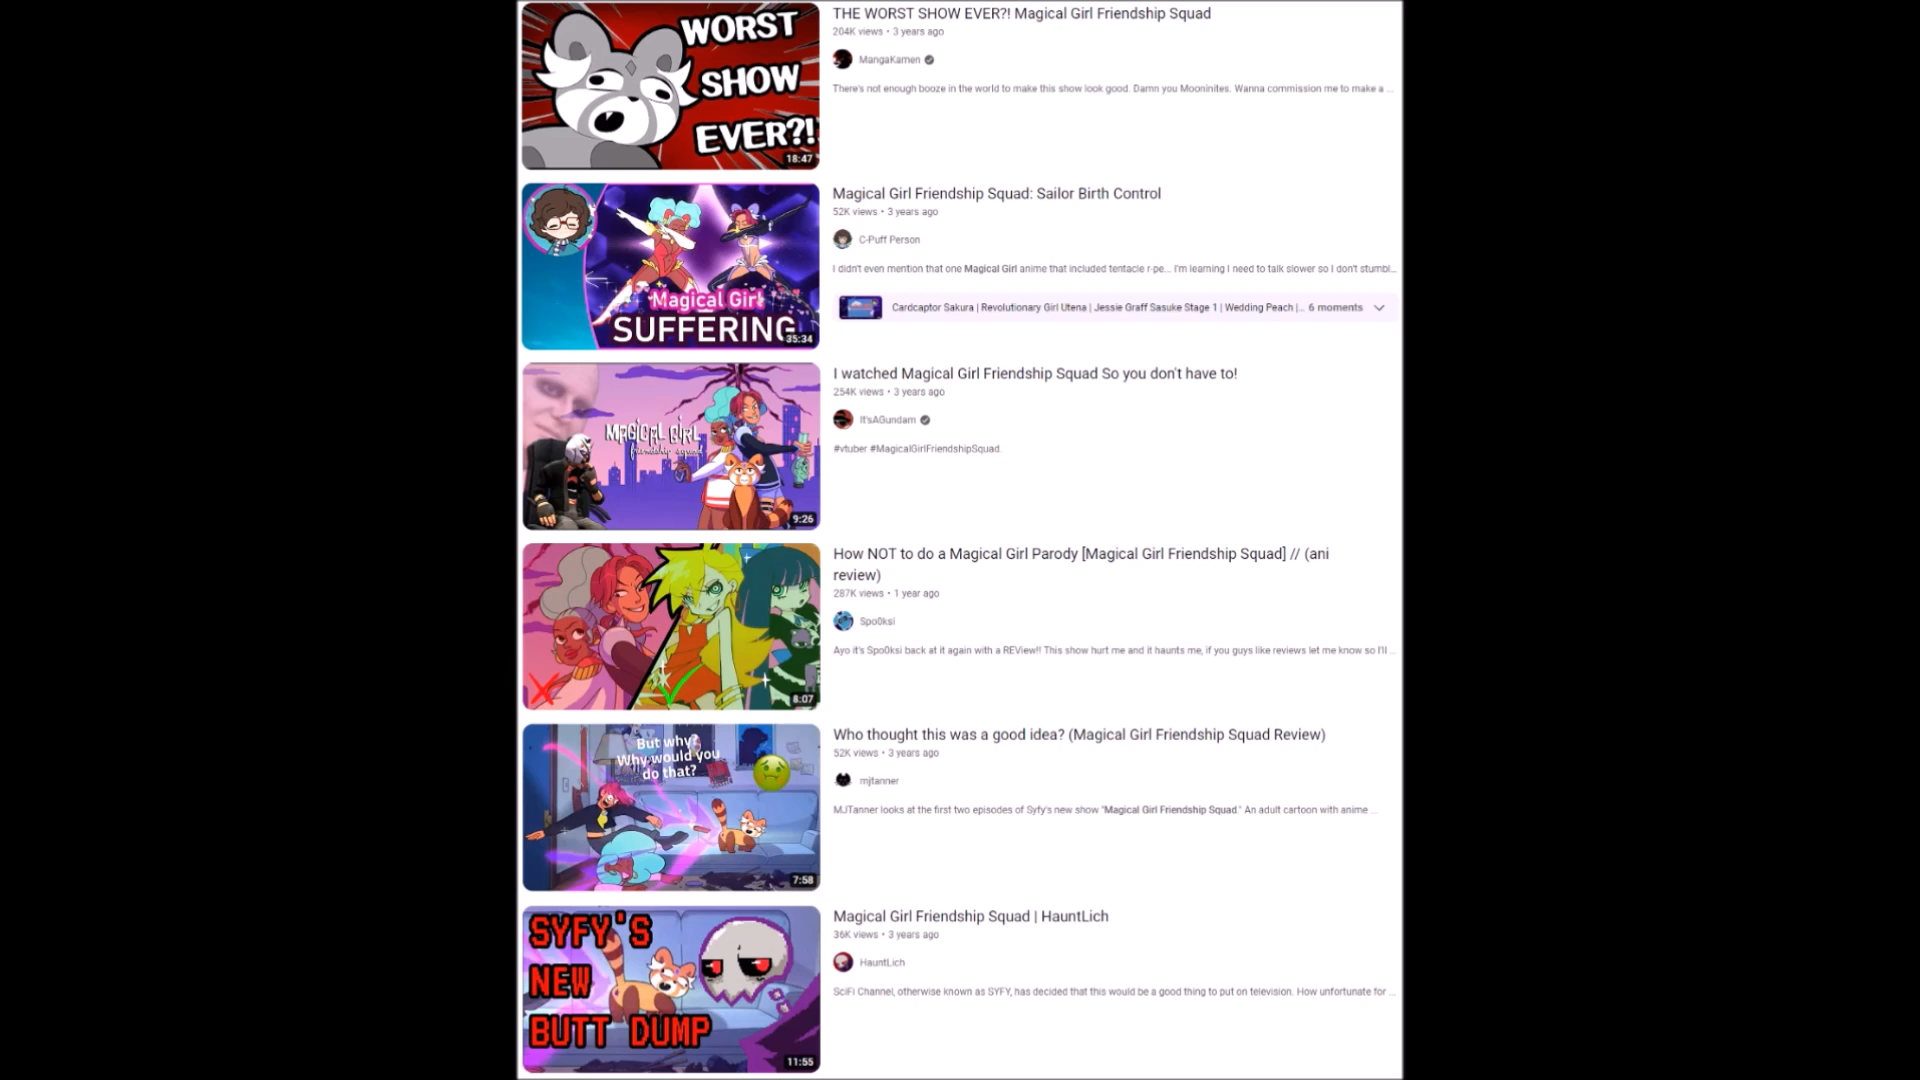 WORST
SHOW
EVER?!
18:47
THE WORST SHOW EVER?! Magical Girl Friendship Squad
204K views • 3 years ago
MangaKamen
There's not enough booze in the world to make this show look good. Damn you Mooninites. Wanna commission me to make a ...
Magical Girl
SUFFERING
35:34
Magical Girl Friendship Squad: Sailor Birth Control
52K views • 3 years ago
C-Puff Person
I didn't even mention that one Magical Girl anime that included tentacle r-pe... I'm learning I need to talk slower so I don't stumbl...
Cardcaptor Sakura | Revolutionary Girl Utena | Jessie Graff Sasuke Stage 1 | Wedding Peach |... 6 moments
MAGICAL GIRL
friendship squad
9:26
I watched Magical Girl Friendship Squad So you don't have to!
254K views • 3 years ago
It'sAGundam
#vtuber #MagicalGirlFriendshipSquad.
8:07
How NOT to do a Magical Girl Parody [Magical Girl Friendship Squad] // (ani
review)
287K views • 1 year ago
Spo0ksi
Ayo it's Spo0ksi back at it again with a REView!! This show hurt me and it haunts me, if you guys like reviews let me know so I'll ...
But why?
Why would you
do that?
7:58
Who thought this was a good idea? (Magical Girl Friendship Squad Review)
52K views • 3 years ago
mjtanner
MJTanner looks at the first two episodes of Syfy's new show "Magical Girl Friendship Squad." An adult cartoon with anime ...
SYFY'S
NEW
BUTT DUMP
11:55
Magical Girl Friendship Squad | HauntLich
36K views • 3 years ago
HauntLich
SciFi Channel, otherwise known as SYFY, has decided that this would be a good thing to put on television. How unfortunate for ...